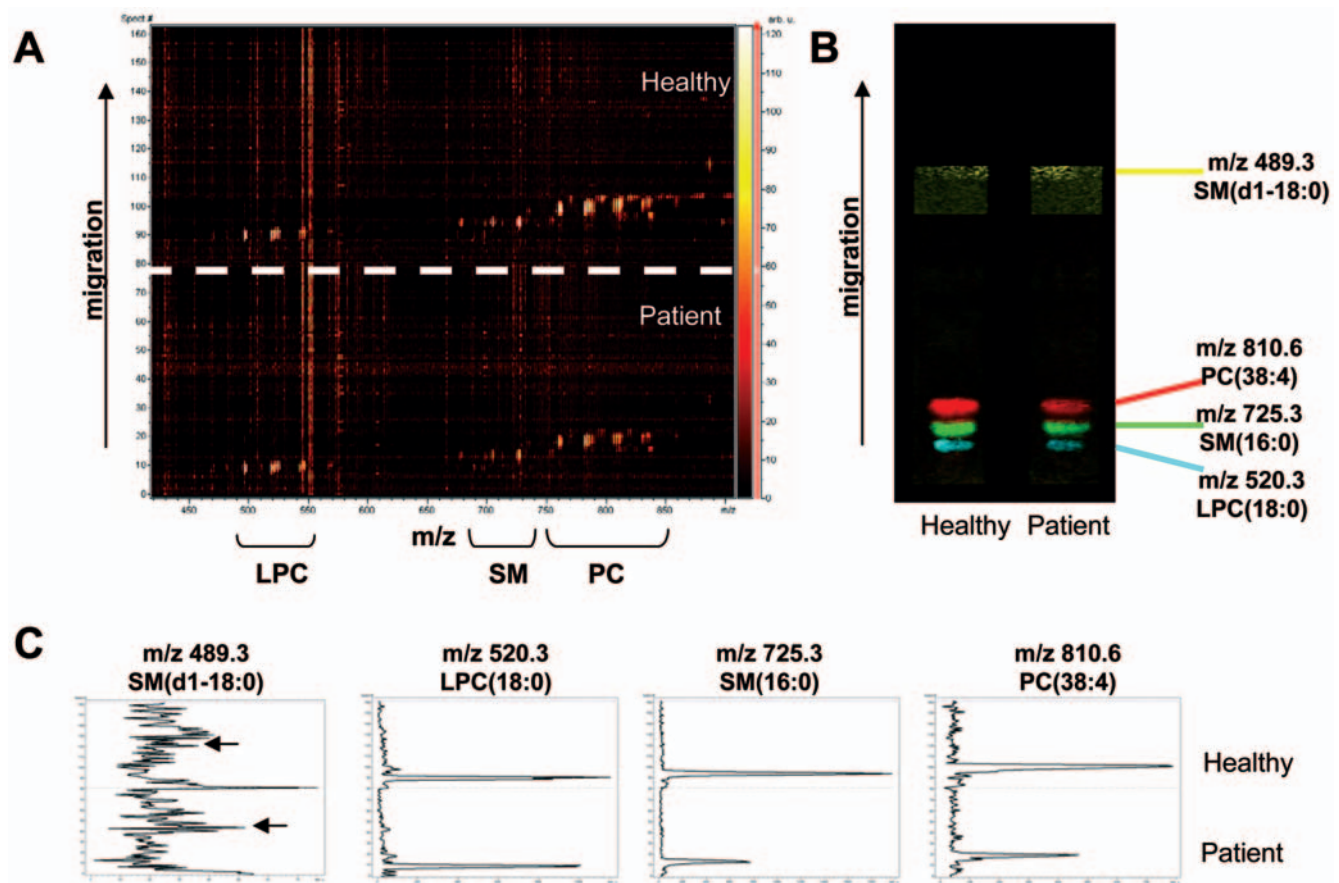 A
Spect #
160
150
140
130
120
110
100
90
80
70
60
50
40
30
20
10
0
migration
Healthy
Patient
450
500
550
600
650
700
750
800
850
m/z
arb. u.
120
110
100
90
80
70
60
50
40
30
20
10
0
m/z
LPC
SM
PC
B
migration
m/z 489.3
SM(d1-18:0)
m/z 810.6
PC(38:4)
m/z 725.3
SM(16:0)
m/z 520.3
LPC(18:0)
Healthy
Patient
C
m/z 489.3
SM(d1-18:0)
m/z 520.3
LPC(18:0)
m/z 725.3
SM(16:0)
m/z 810.6
PC(38:4)
Healthy
Patient